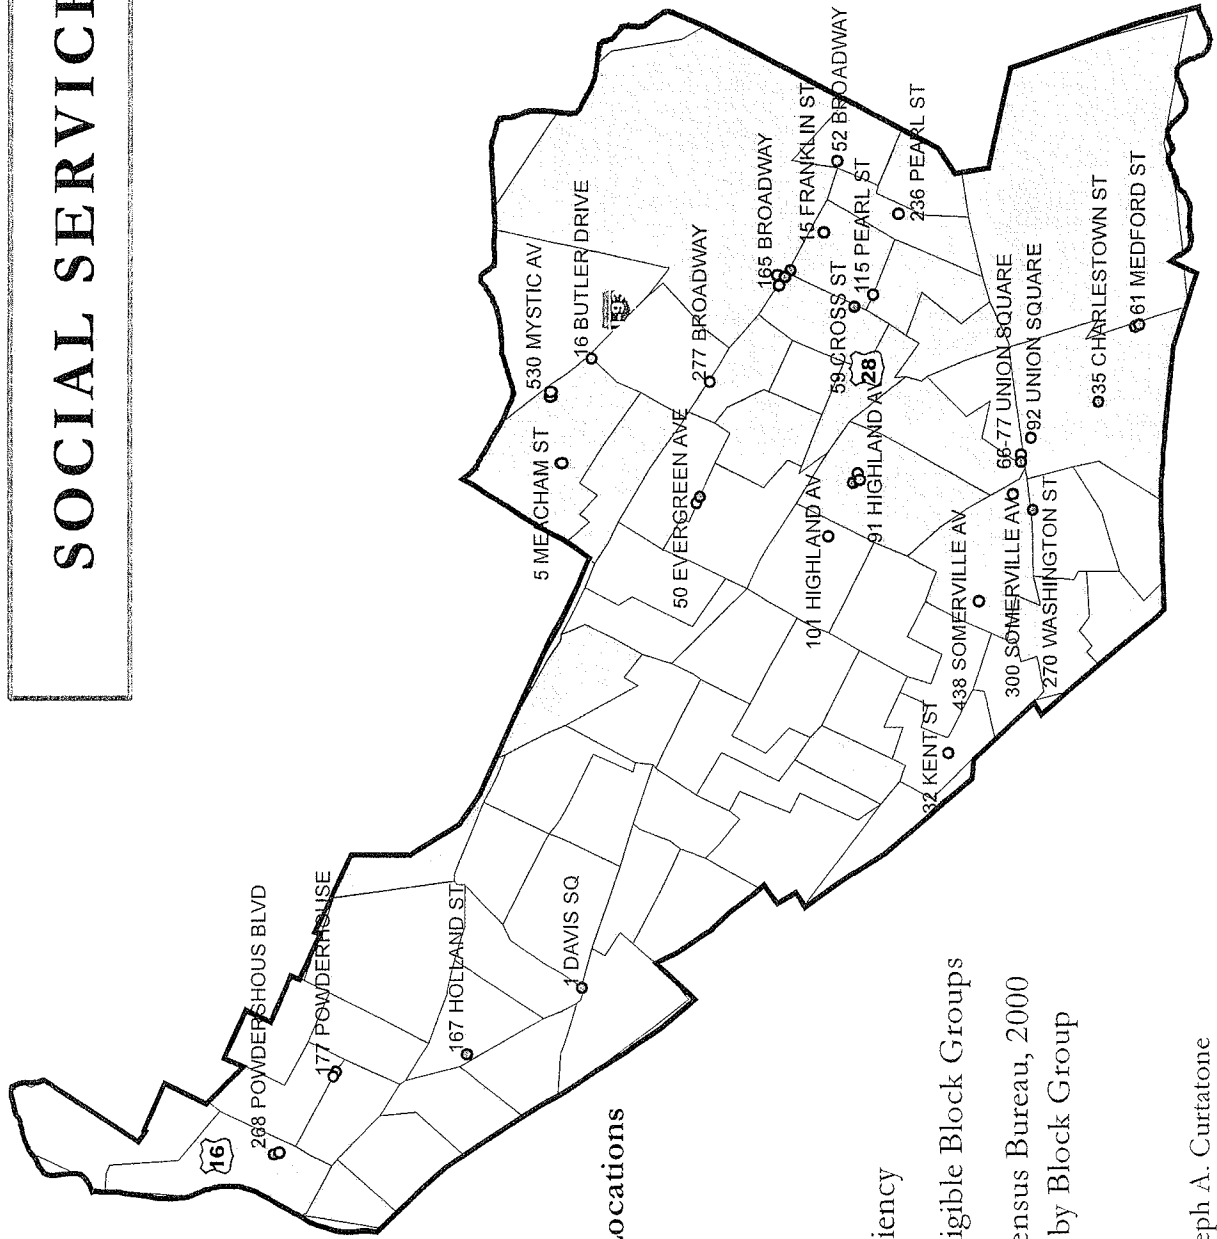 SOCIAL SERVIC
530 MYSTIC AV
16 BUTLER DRIVE
5 MEACHAM ST
277 BROADWAY
165 BROADWAY
15 FRANKLIN ST
52 BROADWAY
50 EVERGREEN AVE
59 CROSS ST
115 PEARL ST
236 PEARL ST
28
101 HIGHLAND AV
91 HIGHLAND AV
438 SOMERVILLE AV
300 SOMERVILLE AV
270 WASHINGTON ST
66-77 UNION SQUARE
92 UNION SQUARE
35 CHARLESTOWN ST
61 MEDFORD ST
32 KENT ST
268 POWDERSHOUS BLVD
177 POWDERHOUSE
167 HOLLAND ST
1 DAVIS SQ
16
ocations
iency
igible Block Groups
ensus Bureau, 2000
by Block Group
eph A. Curtatone